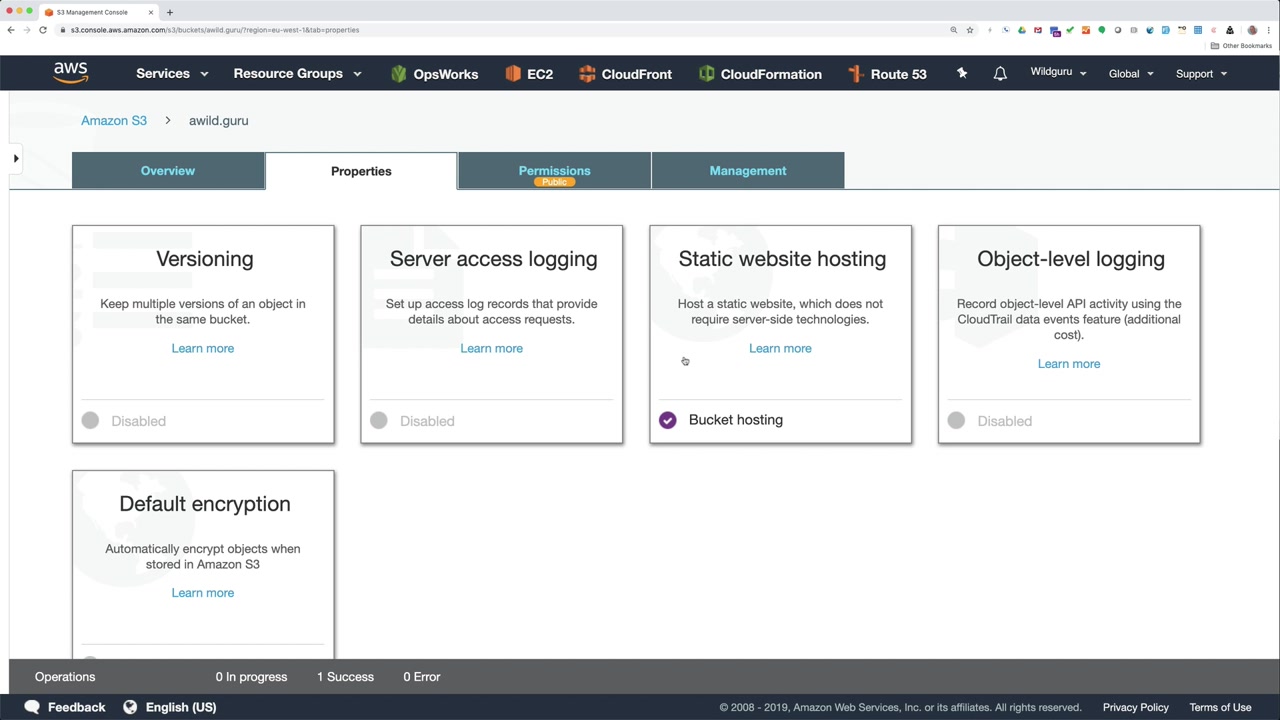 S3 Management Console
s3.console.aws.amazon.com/s3/buckets/awild.guru/?region=eu-west-1&tab=properties
Other Bookmarks
aws
Services
Resource Groups
OpsWorks
EC2
CloudFront
CloudFormation
Route 53
Wildguru
Global
Support
Amazon S3
awild.guru
Overview
Properties
Permissions
Public
Management
Versioning
Keep multiple versions of an object in
the same bucket.
Learn more
Disabled
Server access logging
Set up access log records that provide
details about access requests.
Learn more
Disabled
Static website hosting
Host a static website, which does not
require server-side technologies.
Learn more
Bucket hosting
Object-level logging
Record object-level API activity using the
CloudTrail data events feature (additional
cost).
Learn more
Disabled
Default encryption
Automatically encrypt objects when
stored in Amazon S3
Learn more
Operations
0 In progress
1 Success
0 Error
Feedback
English (US)
© 2008 - 2019, Amazon Web Services, Inc. or its affiliates. All rights reserved.
Privacy Policy
Terms of Use